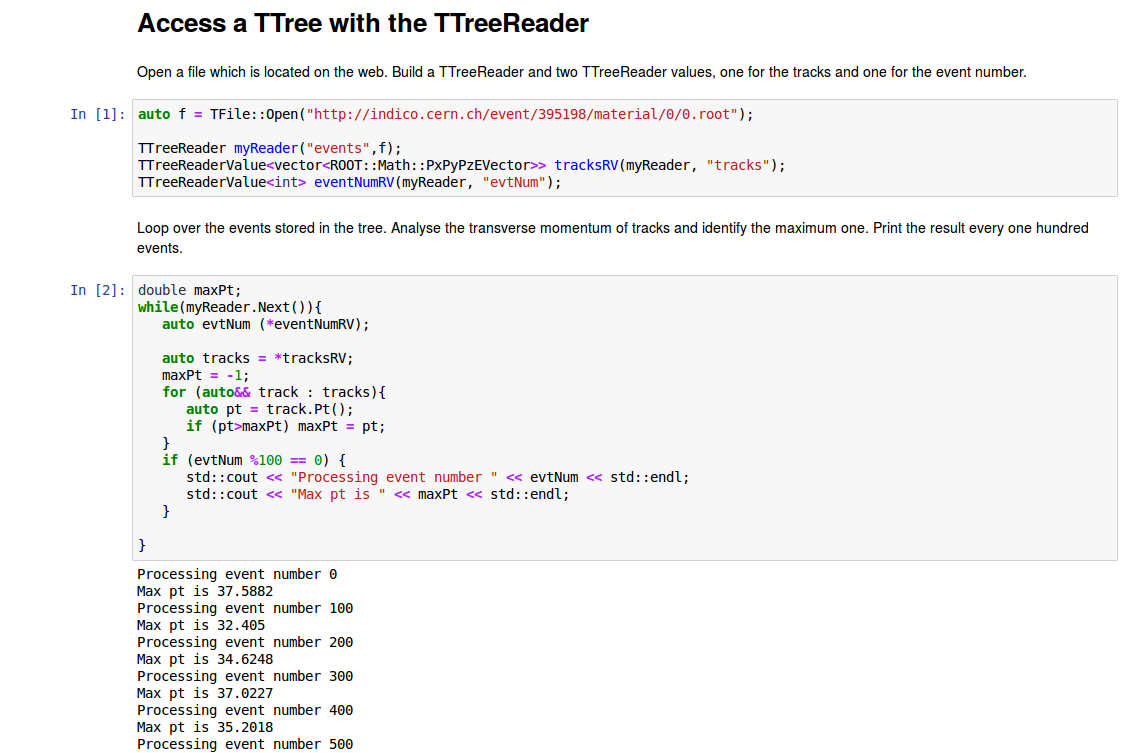 Access a TTree with the TTreeReader
Open a file which is located on the web. Build a TTreeReader and two TTreeReader values, one for the tracks and one for the event number.
In [1]: auto f = TFile::Open("http://indico.cern.ch/event/395198/material/0/0.root");
TTreeReader myReader("events",f);
TTreeReaderValue<vector<ROOT::Math::PxPyPzEVector>> tracksRV(myReader, "tracks");
TTreeReaderValue<int> eventNumRV(myReader, "evtNum");
Loop over the events stored in the tree. Analyse the transverse momentum of tracks and identify the maximum one. Print the result every one hundred
events.
In [2]: double maxPt;
while(myReader.Next()){
   auto evtNum (*eventNumRV);
   auto tracks = *tracksRV;
   maxPt = -1;
   for (auto&& track : tracks){
      auto pt = track.Pt();
      if (pt>maxPt) maxPt = pt;
   }
   if (evtNum %100 == 0) {
      std::cout << "Processing event number " << evtNum << std::endl;
      std::cout << "Max pt is " << maxPt << std::endl;
   }
}
Processing event number 0
Max pt is 37.5882
Processing event number 100
Max pt is 32.405
Processing event number 200
Max pt is 34.6248
Processing event number 300
Max pt is 37.0227
Processing event number 400
Max pt is 35.2018
Processing event number 500